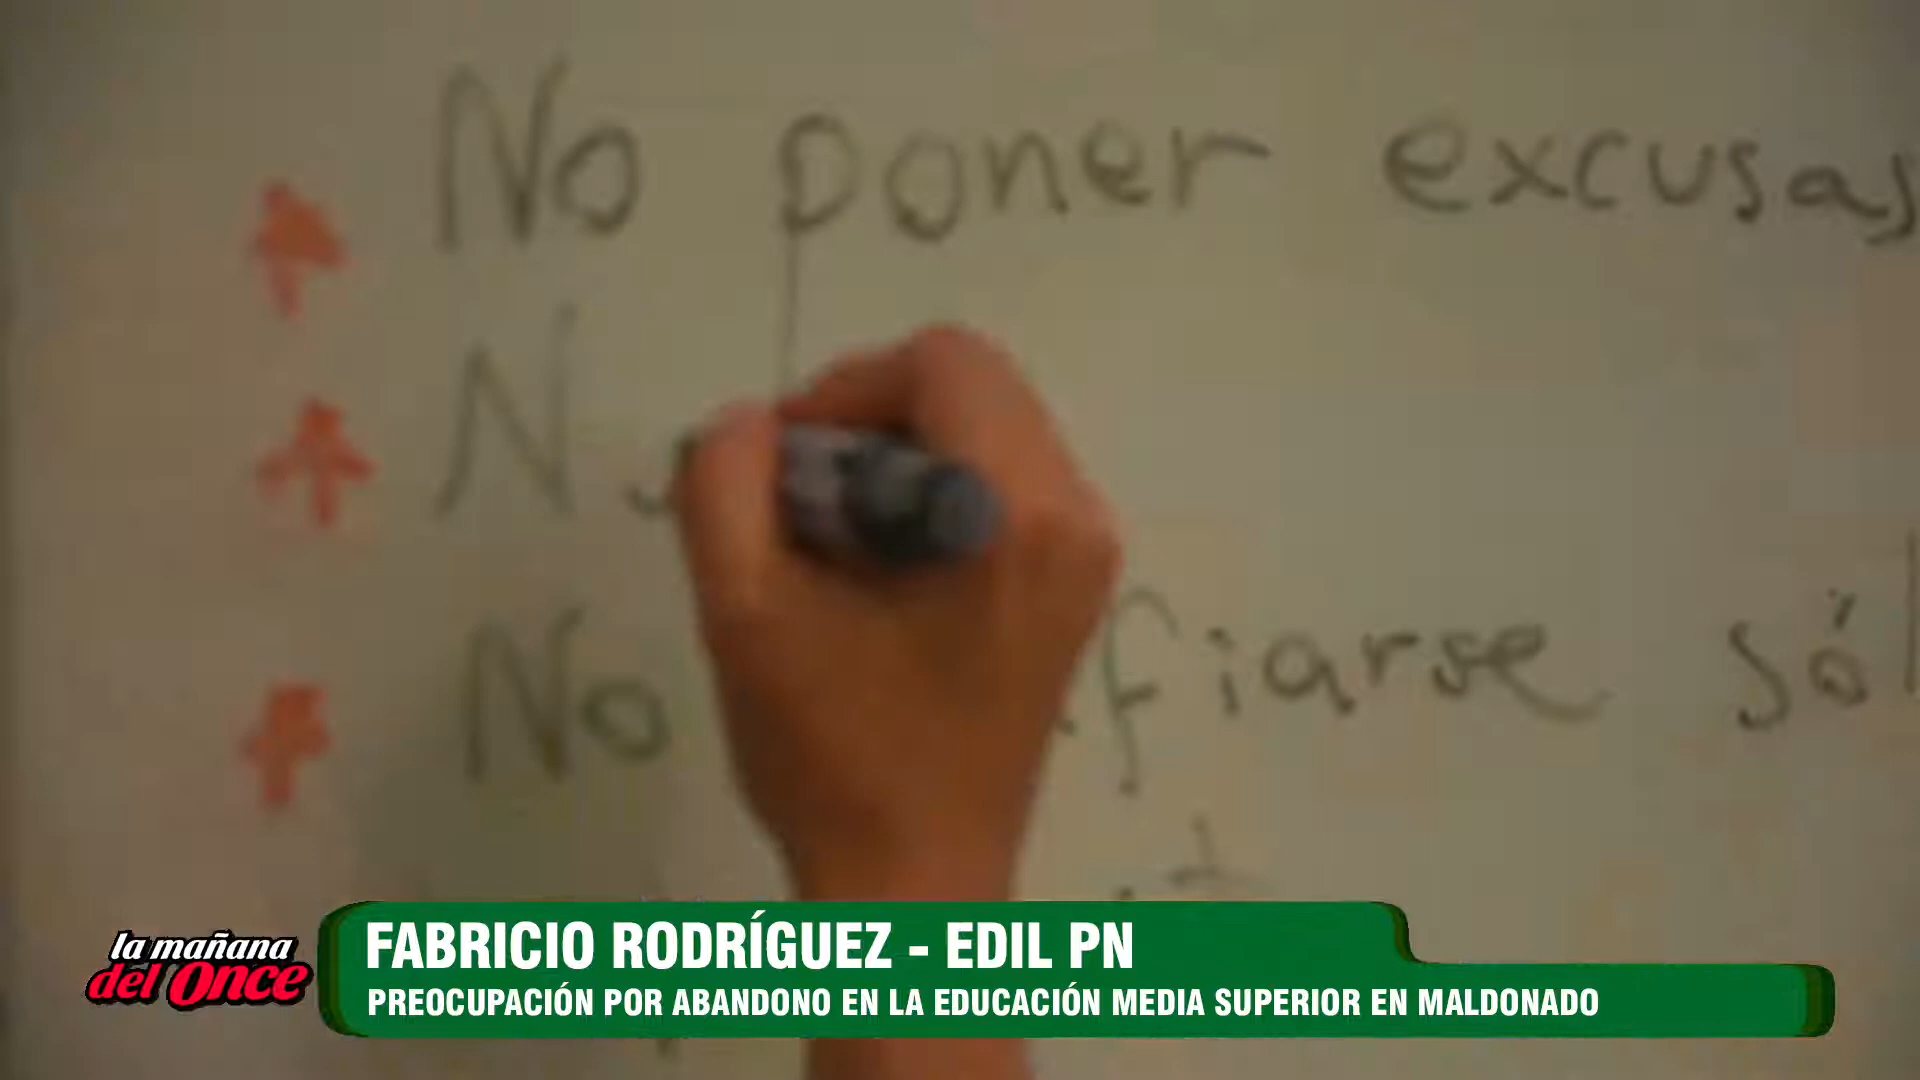 No poner excusas
N
No fiarse sól
la mañana
del Once
FABRICIO RODRÍGUEZ - EDIL PN
PREOCUPACIÓN POR ABANDONO EN LA EDUCACIÓN MEDIA SUPERIOR EN MALDONADO